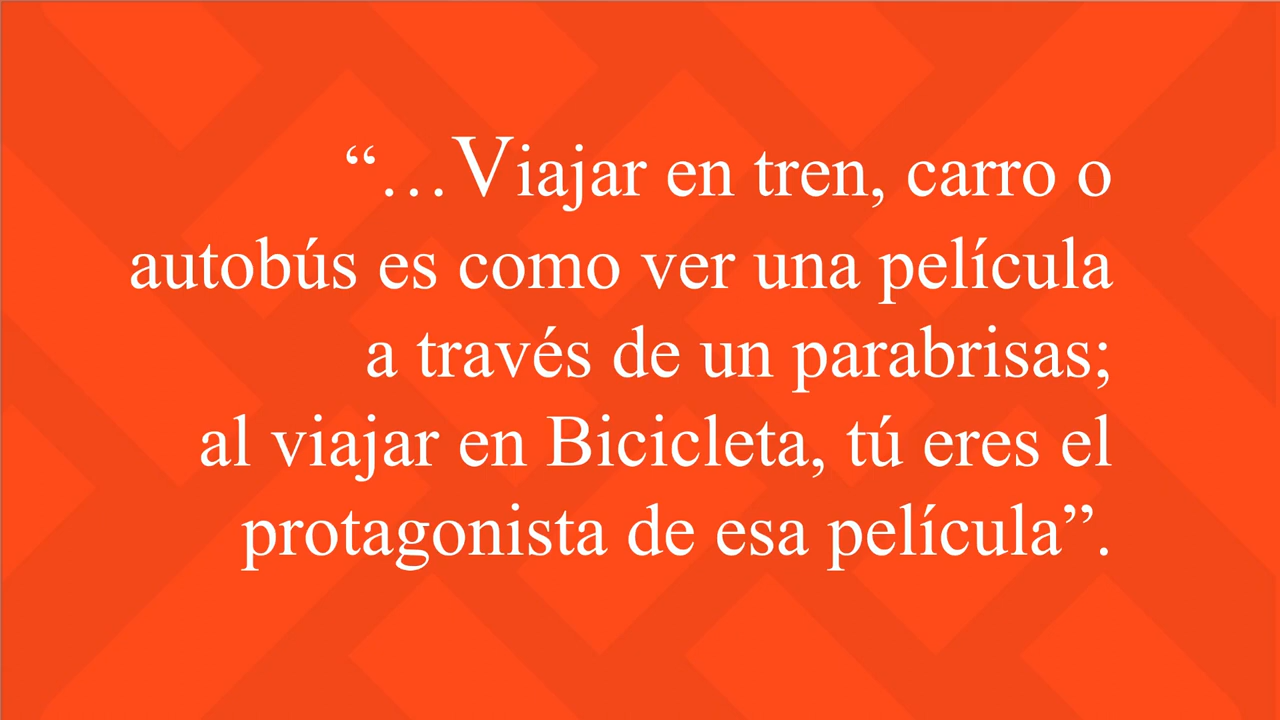 “…Viajar en tren, carro o
autobús es como ver una película
a través de un parabrisas;
al viajar en Bicicleta, tú eres el
protagonista de esa película”.